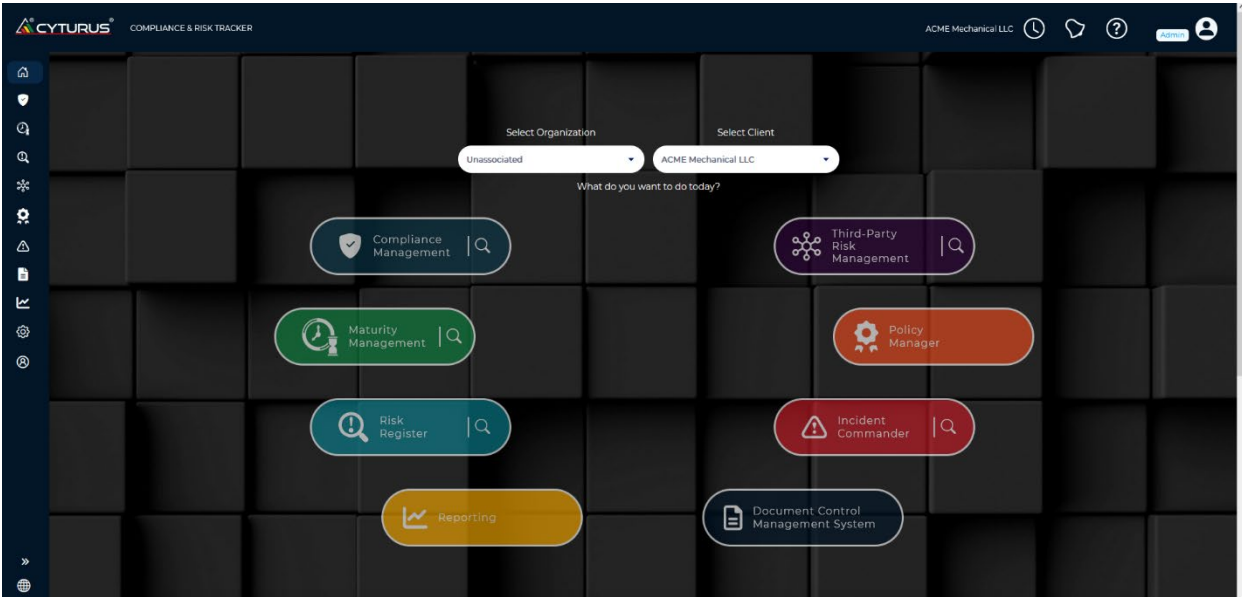 CYTURUS® COMPLIANCE & RISK TRACKER
ACME Mechanical LLC
Admin
Select Organization
Select Client
Unassociated
ACME Mechanical LLC
What do you want to do today?
Compliance
Management
Third-Party
Risk
Management
Maturity
Management
Policy
Manager
Risk
Register
Incident
Commander
Reporting
Document Control
Management System